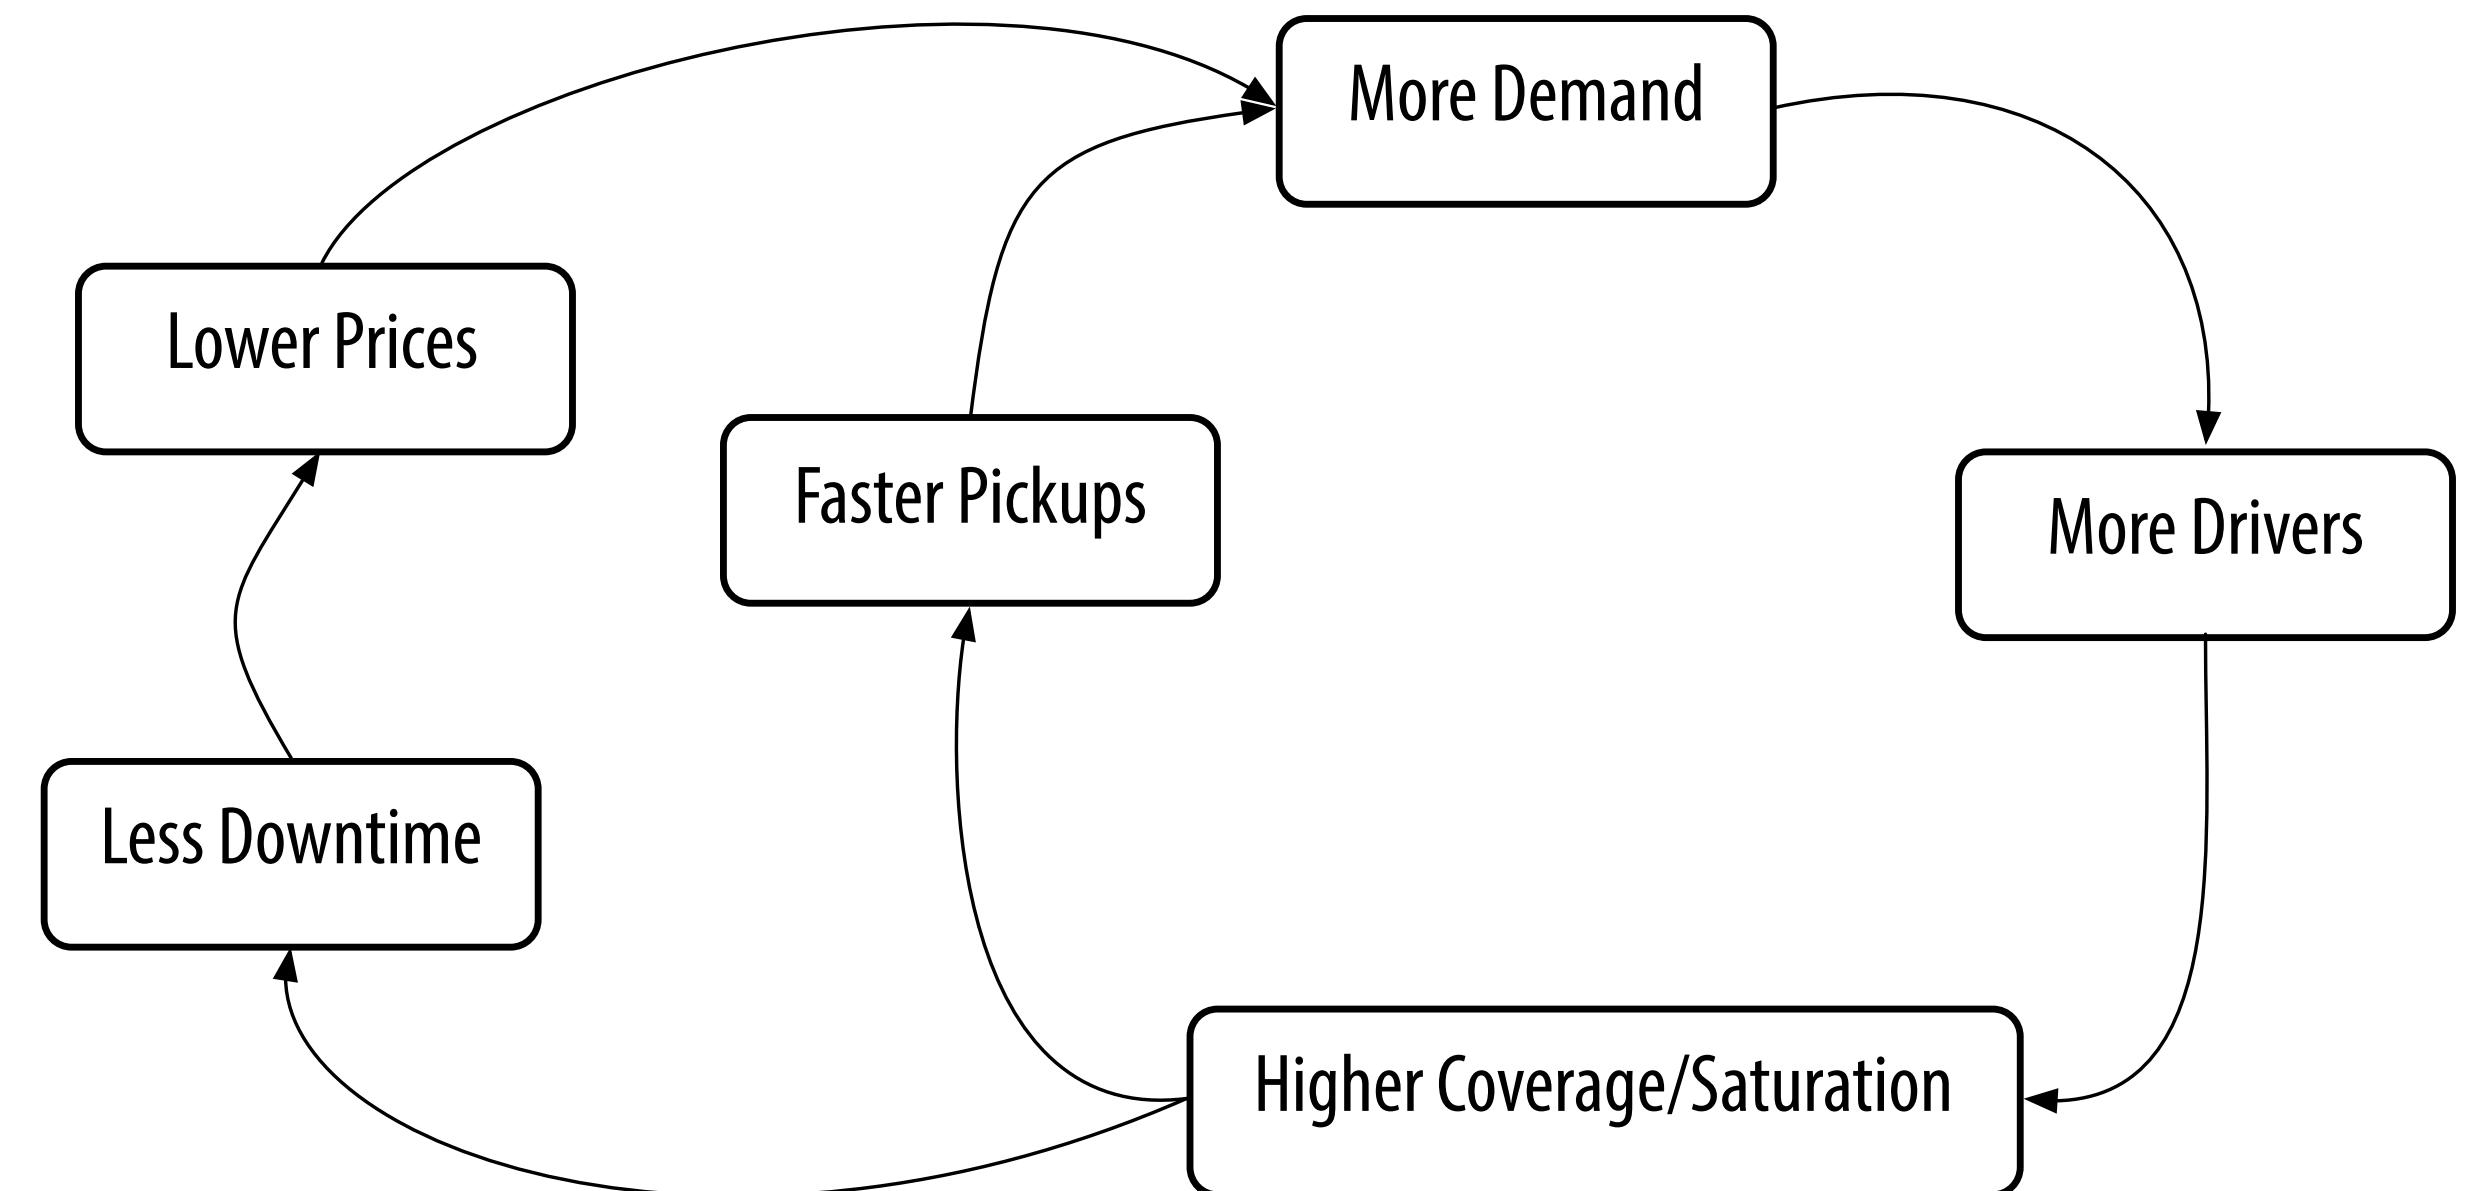 More Demand
Lower Prices
Faster Pickups
More Drivers
Less Downtime
Higher Coverage/Saturation